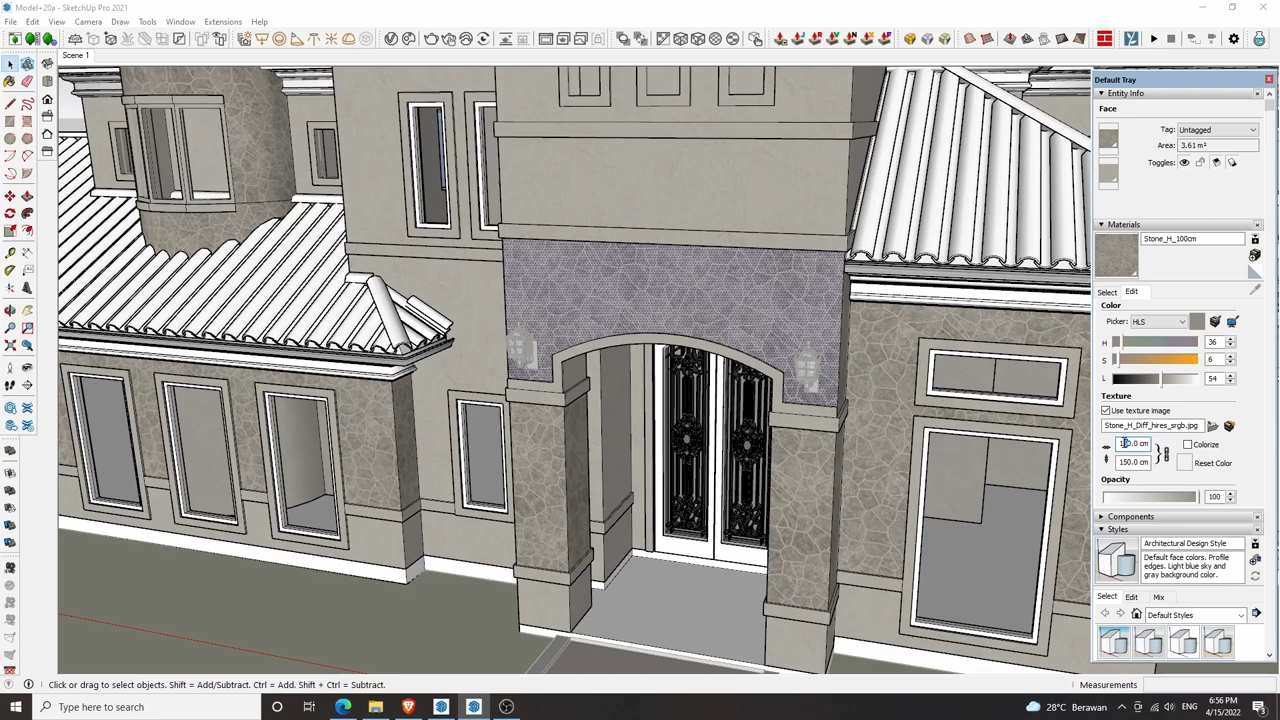 Model+20a - SketchUp Pro 2021
File Edit View Camera Draw Tools Window Extensions Help
Scene 1
Default Tray
Entity Info
Face
Tag: Untagged
Area: 3.61 m²
Toggles:
Materials
Stone_H_100cm
Select Edit
Color
Picker: HLS
H 36
S 6
L 54
Texture
Use texture image
Stone_H_Diff_hires_srgb.jpg
Colorize
150.0 cm
Reset Color
Opacity
100
Components
Styles
Architectural Design Style
Default face colors. Profile
edges. Light blue sky and
gray background color.
Select Edit Mix
Default Styles
Click or drag to select objects. Shift = Add/Subtract. Ctrl = Add. Shift + Ctrl = Subtract.
Measurements
Type here to search
28°C Berawan
6:56 PM
4/15/2022